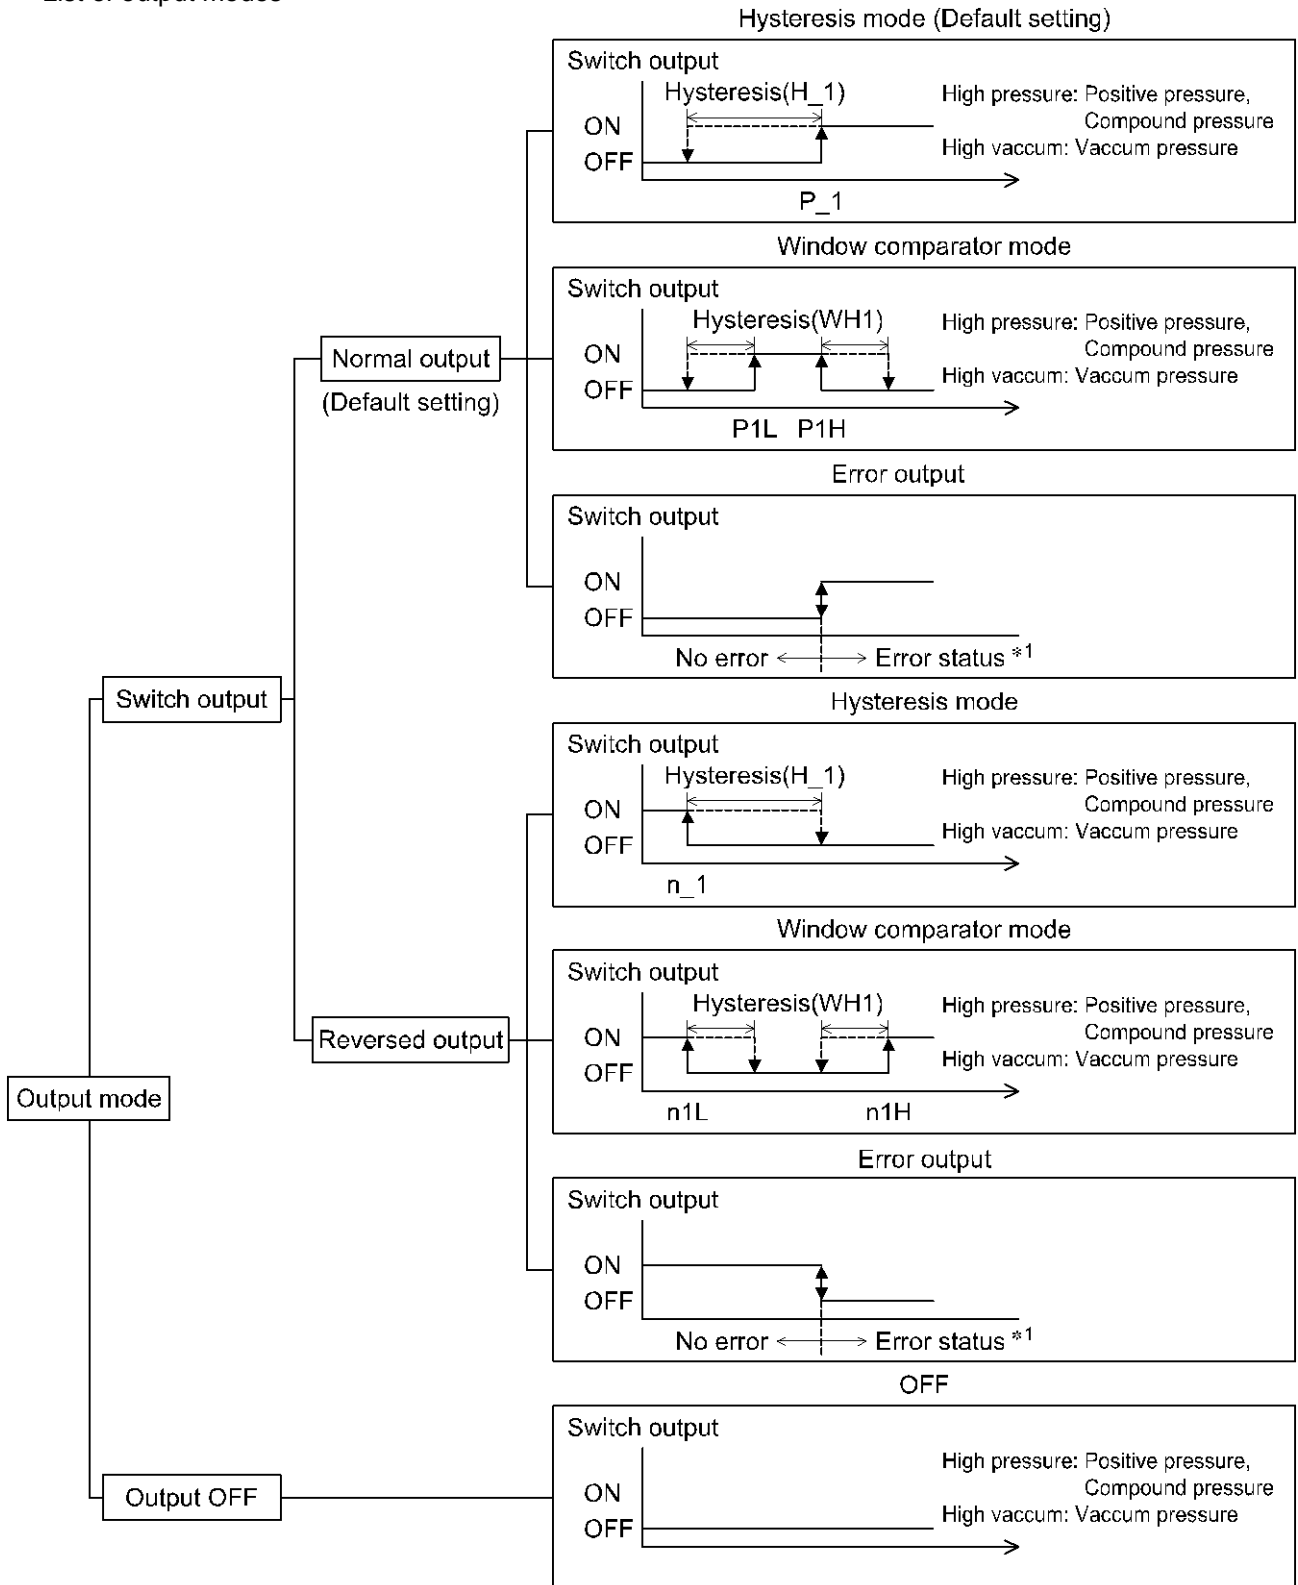 List of output modes
Hysteresis mode (Default setting)
Switch output
Hysteresis(H_1)
ON
OFF
P_1
High pressure: Positive pressure,
Compound pressure
High vaccum: Vaccum pressure
Window comparator mode
Switch output
Hysteresis(WH1)
ON
OFF
P1L P1H
High pressure: Positive pressure,
Compound pressure
High vaccum: Vaccum pressure
Normal output
(Default setting)
Error output
Switch output
ON
OFF
No error
Error status *1
Switch output
Hysteresis mode
Switch output
Hysteresis(H_1)
ON
OFF
n_1
High pressure: Positive pressure,
Compound pressure
High vaccum: Vaccum pressure
Window comparator mode
Switch output
Hysteresis(WH1)
ON
OFF
n1L n1H
High pressure: Positive pressure,
Compound pressure
High vaccum: Vaccum pressure
Reversed output
Output mode
Error output
Switch output
ON
OFF
No error
Error status *1
OFF
Switch output
ON
OFF
High pressure: Positive pressure,
Compound pressure
High vaccum: Vaccum pressure
Output OFF